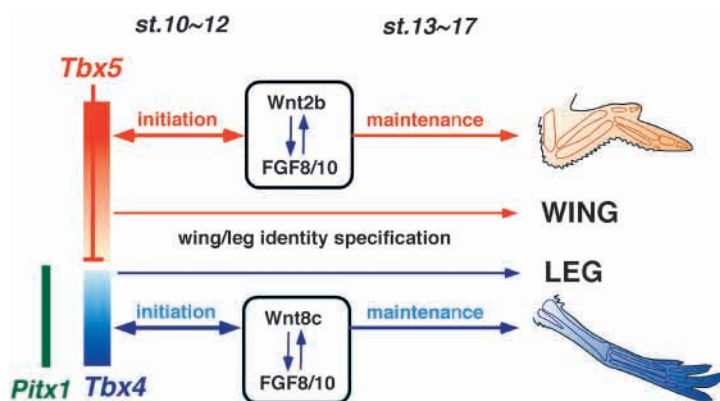 st.10~12
st.13~17
Tbx5
initiation
Wnt2b
FGF8/10
maintenance
WING
wing/leg identity specification
LEG
initiation
Wnt8c
FGF8/10
maintenance
Pitx1
Tbx4